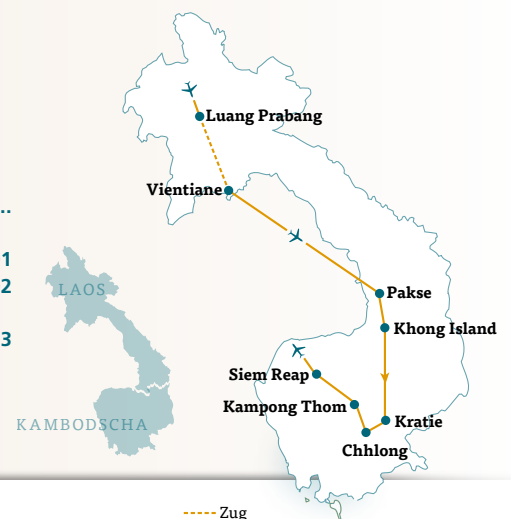 Luang Prabang
Vientiane
..
1
2
3
LAOS
KAMBODSCHA
Pakse
Khong Island
Siem Reap
Kampong Thom
Kratie
Chhlong
Zug